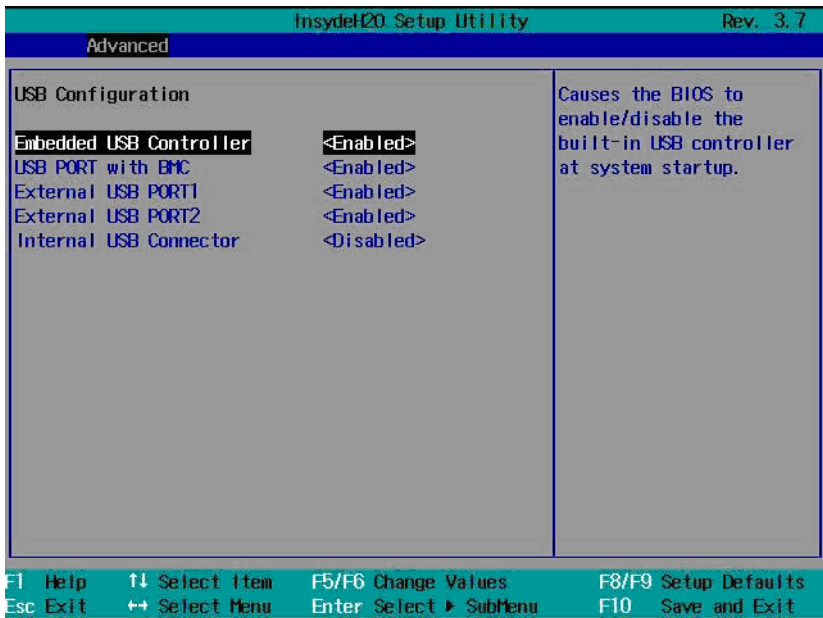 InsydeH2O Setup Utility Rev. 3.7
Advanced
USB Configuration
Embedded USB Controller <Enabled>
USB PORT with BMC <Enabled>
External USB PORT1 <Enabled>
External USB PORT2 <Enabled>
Internal USB Connector <Disabled>
Causes the BIOS to
enable/disable the
built-in USB controller
at system startup.
F1 Help ↑↓ Select Item F5/F6 Change Values F8/F9 Setup Defaults
Esc Exit ↔ Select Menu Enter Select ▶ SubMenu F10 Save and Exit